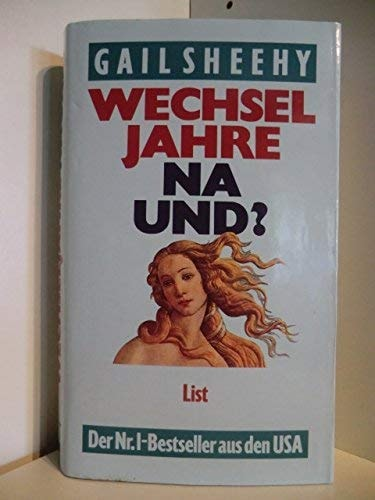 GAIL SHEEHY
WECHSEL
JAHRE
NA
UND?
List
Der Nr.1-Bestseller aus den USA